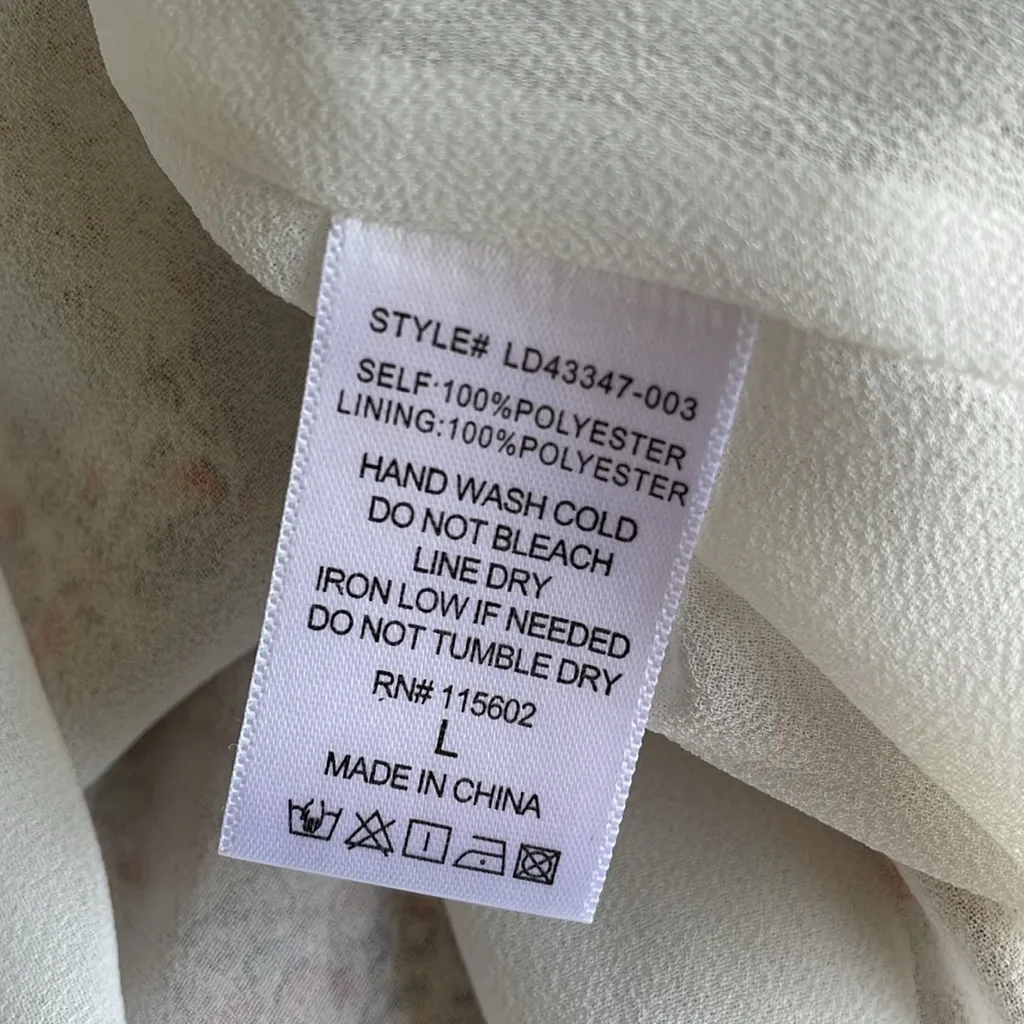 STYLE# LD43347-003
SELF:100%POLYESTER
LINING:100%POLYESTER
HAND WASH COLD
DO NOT BLEACH
LINE DRY
IRON LOW IF NEEDED
DO NOT TUMBLE DRY
RN# 115602
L
MADE IN CHINA